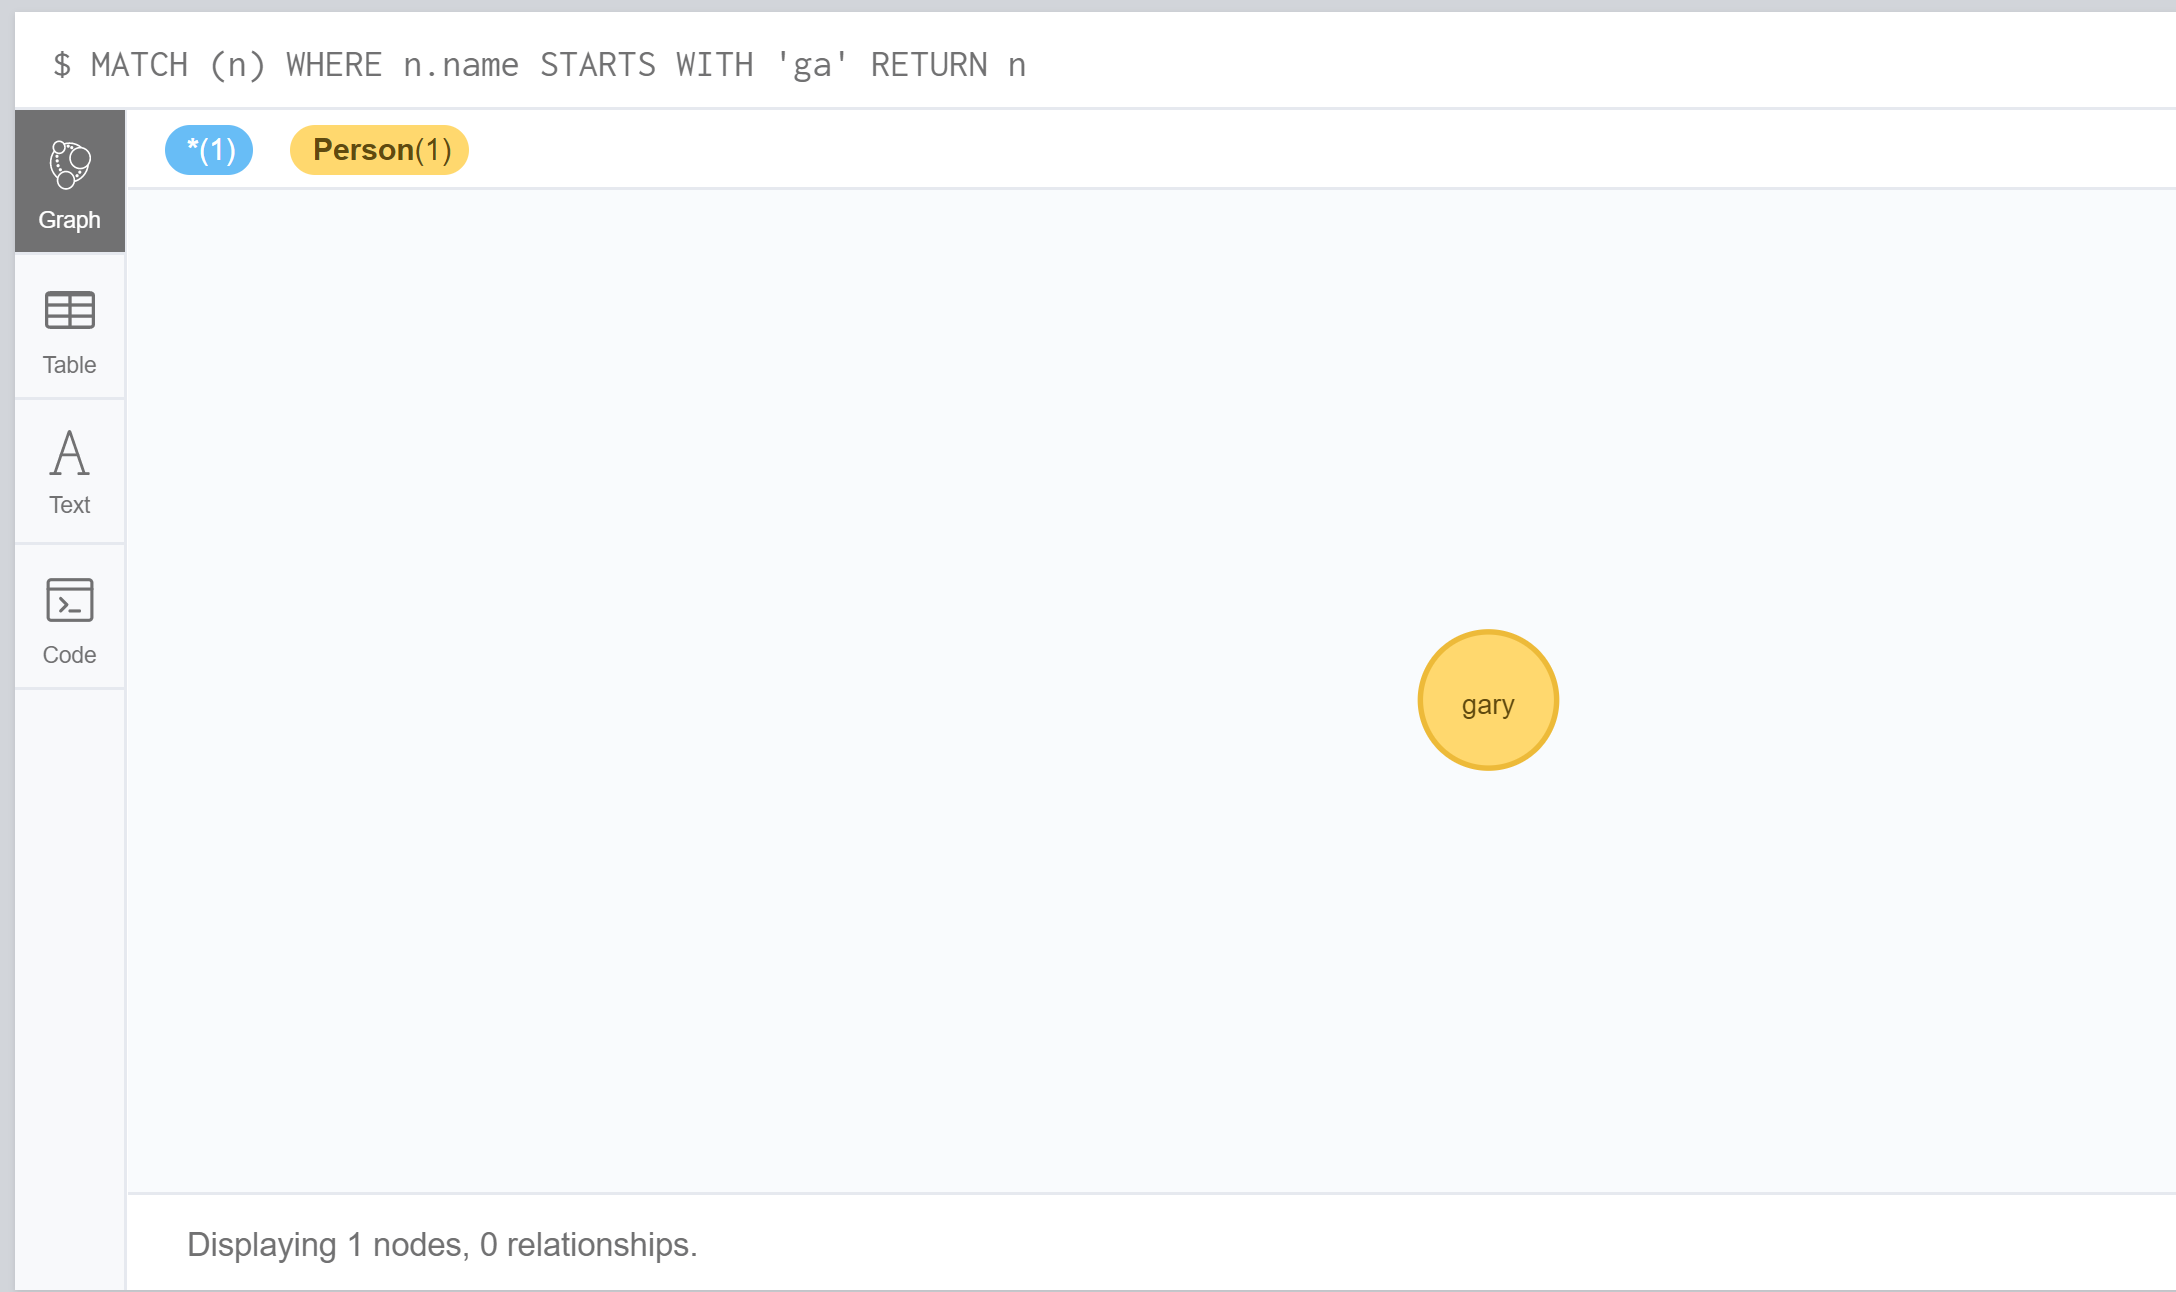 $ MATCH (n) WHERE n.name STARTS WITH 'ga' RETURN n
*(1) Person(1)
Graph
Table
Text
Code
gary
Displaying 1 nodes, 0 relationships.